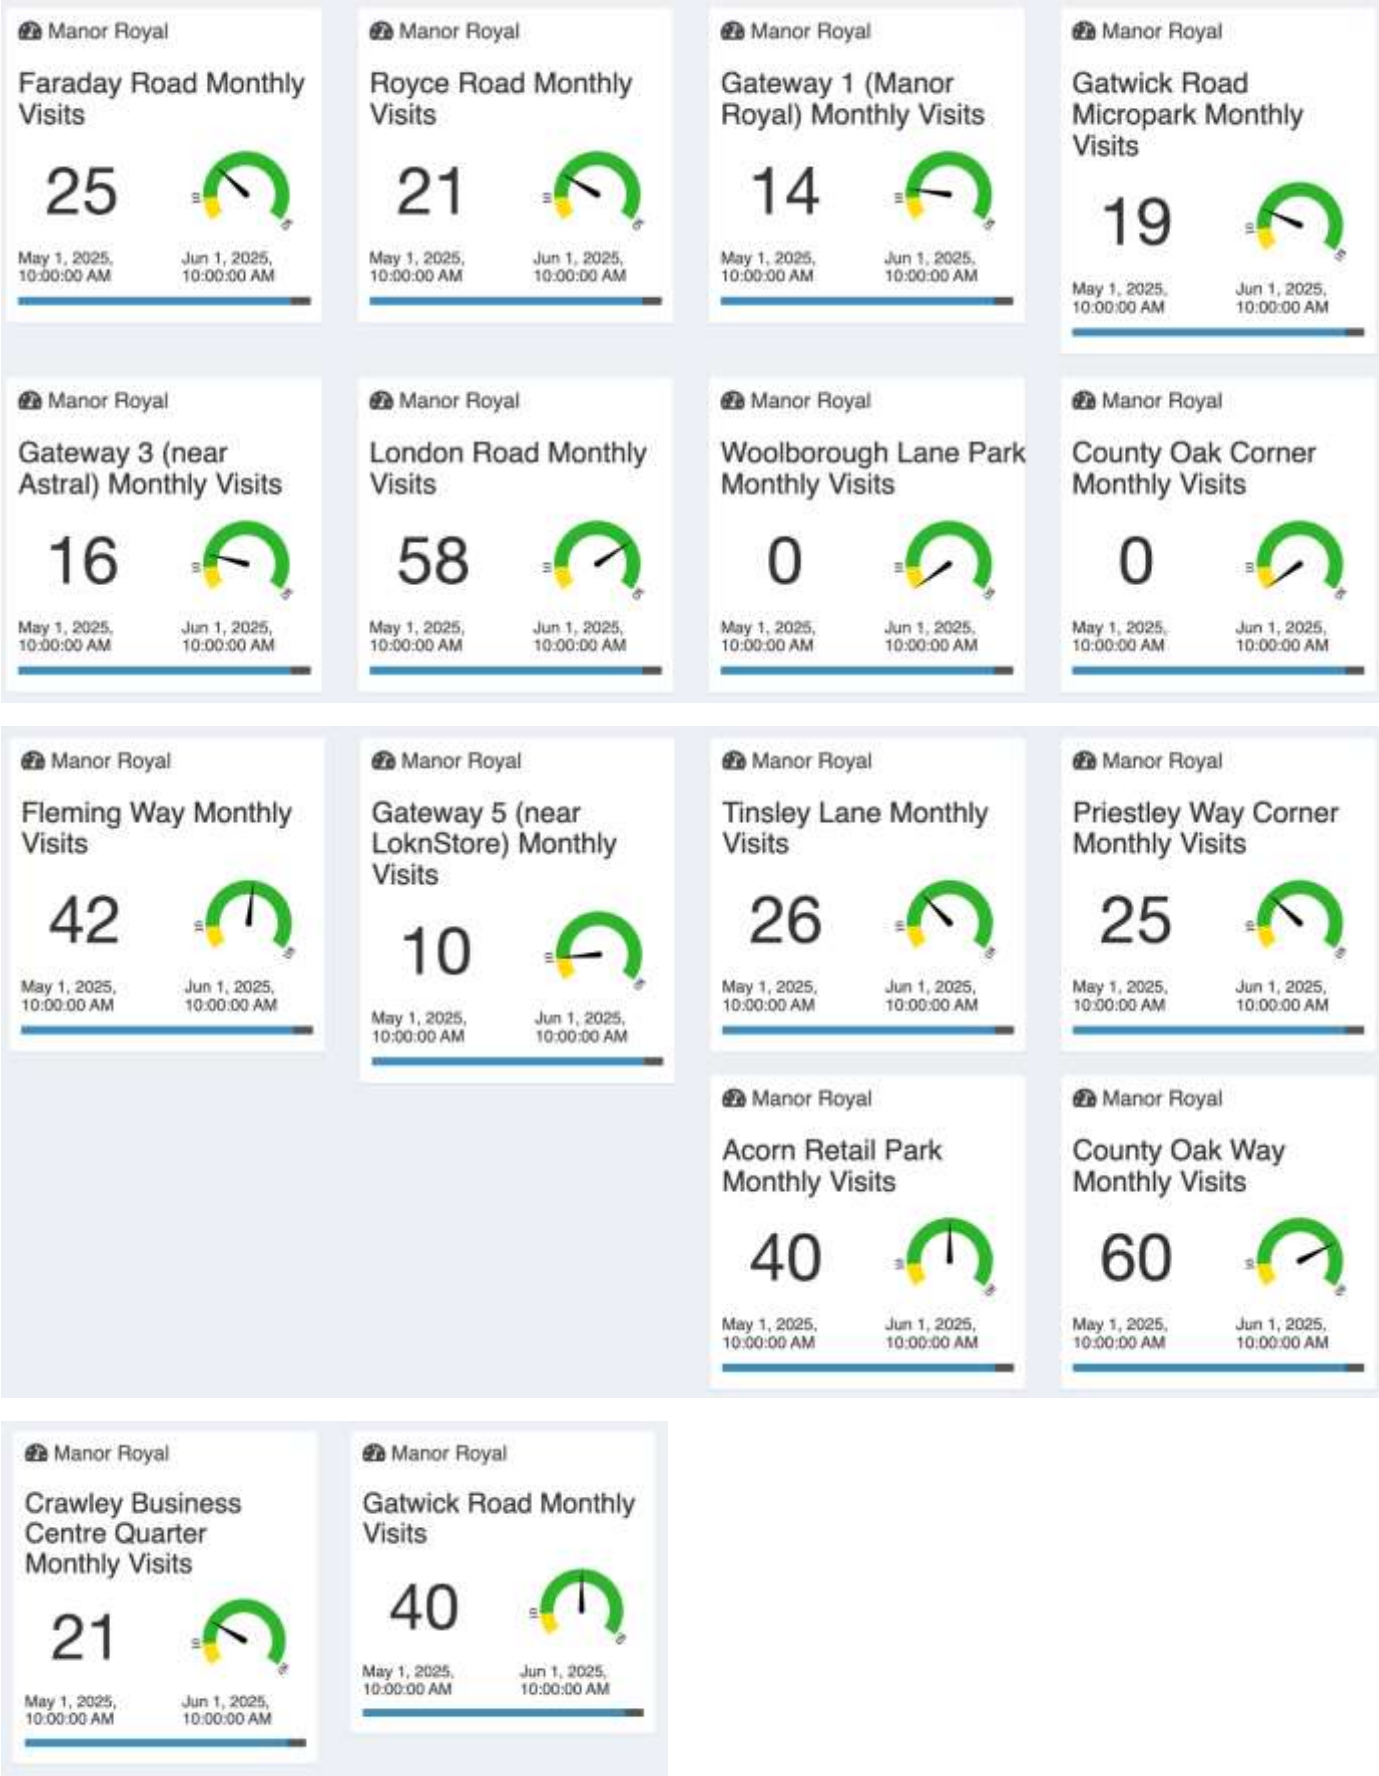 Manor Royal
Faraday Road Monthly
Visits
25
10
May 1, 2025,
10:00:00 AM
Jun 1, 2025,
10:00:00 AM
Manor Royal
Royce Road Monthly
Visits
21
10
May 1, 2025,
10:00:00 AM
Jun 1, 2025,
10:00:00 AM
Manor Royal
Gateway 1 (Manor
Royal) Monthly Visits
14
10
May 1, 2025,
10:00:00 AM
Jun 1, 2025,
10:00:00 AM
Manor Royal
Gatwick Road
Micropark Monthly
Visits
19
10
May 1, 2025,
10:00:00 AM
Jun 1, 2025,
10:00:00 AM
Manor Royal
Gateway 3 (near
Astral) Monthly Visits
16
10
May 1, 2025,
10:00:00 AM
Jun 1, 2025,
10:00:00 AM
Manor Royal
London Road Monthly
Visits
58
10
May 1, 2025,
10:00:00 AM
Jun 1, 2025,
10:00:00 AM
Manor Royal
Woolborough Lane Park
Monthly Visits
0
10
May 1, 2025,
10:00:00 AM
Jun 1, 2025,
10:00:00 AM
Manor Royal
County Oak Corner
Monthly Visits
0
10
May 1, 2025,
10:00:00 AM
Jun 1, 2025,
10:00:00 AM
Manor Royal
Fleming Way Monthly
Visits
42
10
May 1, 2025,
10:00:00 AM
Jun 1, 2025,
10:00:00 AM
Manor Royal
Gateway 5 (near
LoknStore) Monthly
Visits
10
10
May 1, 2025,
10:00:00 AM
Jun 1, 2025,
10:00:00 AM
Manor Royal
Tinsley Lane Monthly
Visits
26
10
May 1, 2025,
10:00:00 AM
Jun 1, 2025,
10:00:00 AM
Manor Royal
Priestley Way Corner
Monthly Visits
25
10
May 1, 2025,
10:00:00 AM
Jun 1, 2025,
10:00:00 AM
Manor Royal
Acorn Retail Park
Monthly Visits
40
10
May 1, 2025,
10:00:00 AM
Jun 1, 2025,
10:00:00 AM
Manor Royal
County Oak Way
Monthly Visits
60
10
May 1, 2025,
10:00:00 AM
Jun 1, 2025,
10:00:00 AM
Manor Royal
Crawley Business
Centre Quarter
Monthly Visits
21
10
May 1, 2025,
10:00:00 AM
Jun 1, 2025,
10:00:00 AM
Manor Royal
Gatwick Road Monthly
Visits
40
10
May 1, 2025,
10:00:00 AM
Jun 1, 2025,
10:00:00 AM